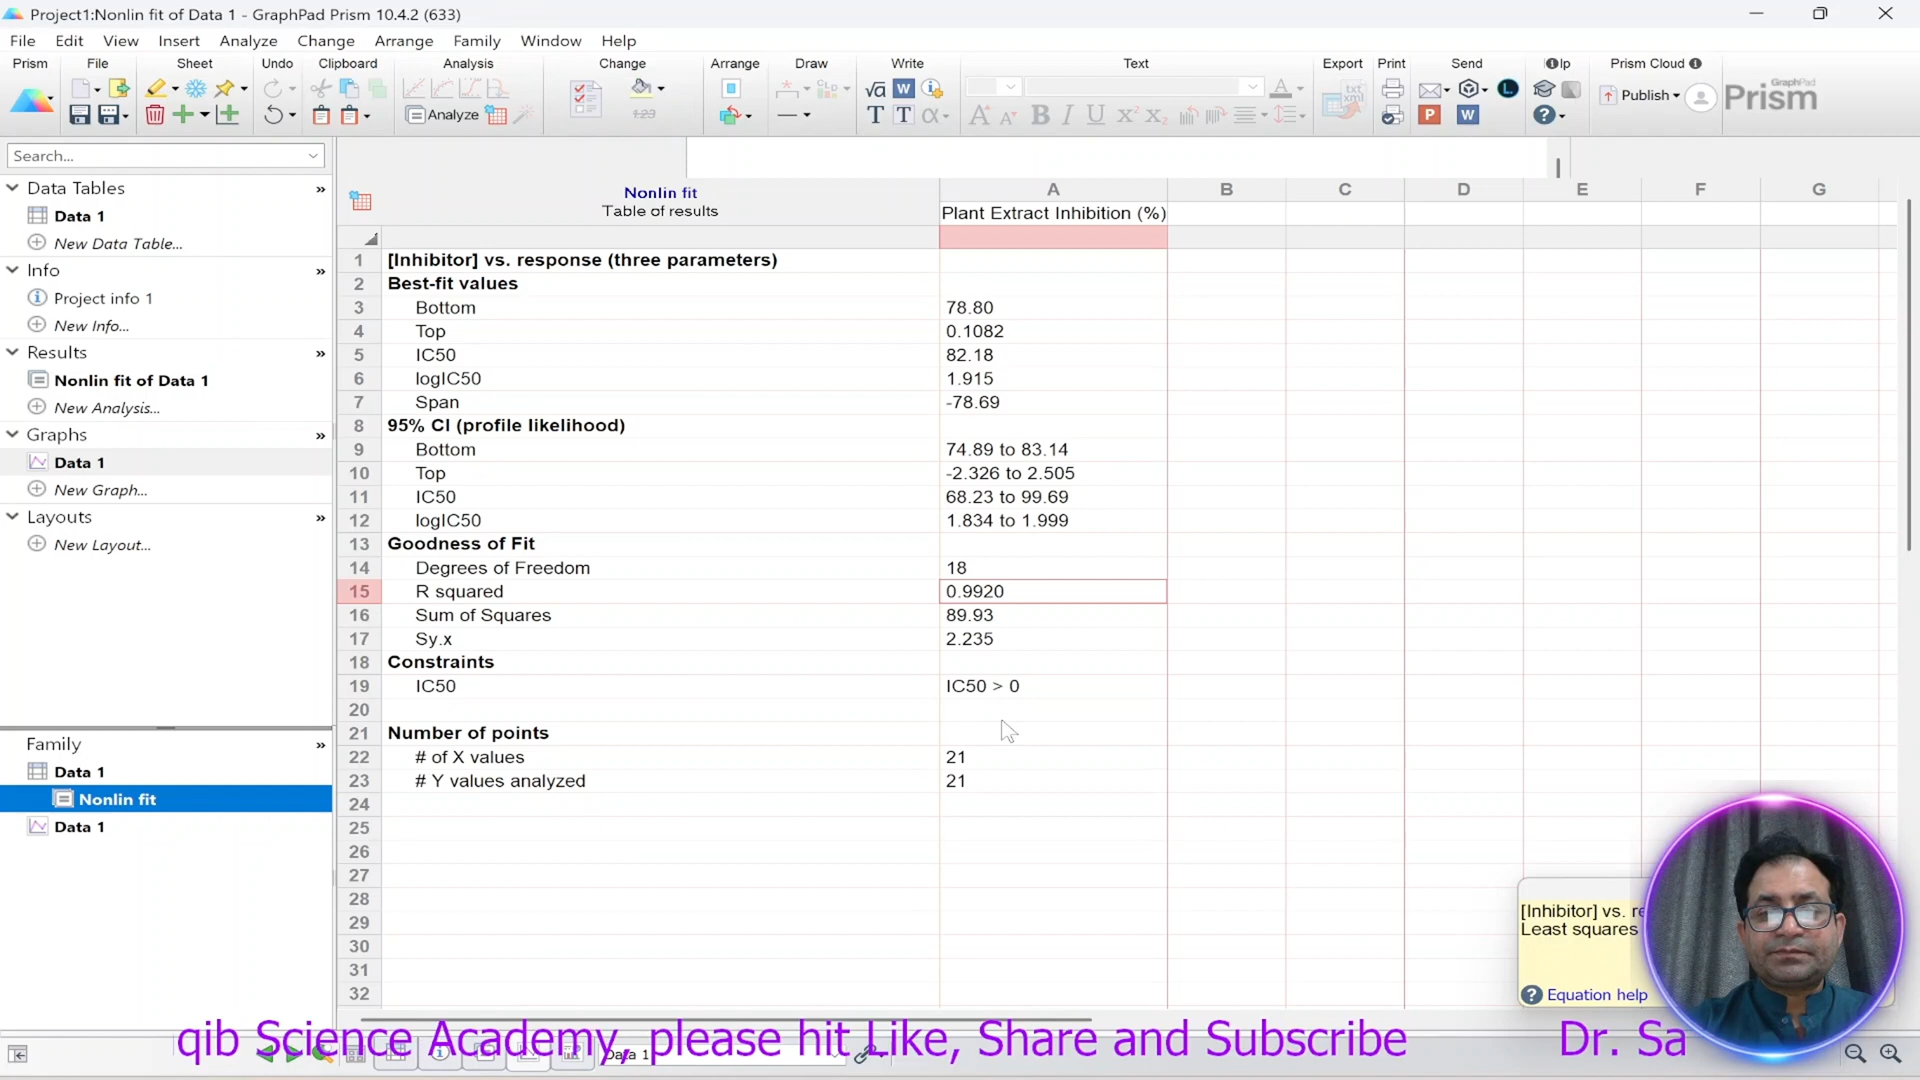 Project1:Nonlin fit of Data 1 - GraphPad Prism 10.4.2 (633)
File Edit View Insert Analyze Change Arrange Family Window Help
Prism File Sheet Undo Clipboard Analysis Change Arrange Draw Write Text Export Print Send Help Prism Cloud
Publish
GraphPad
Prism
Analyze
Search...
Data Tables
Data 1
New Data Table...
Info
Project info 1
New Info...
Results
Nonlin fit of Data 1
New Analysis...
Graphs
Data 1
New Graph...
Layouts
New Layout...
Family
Data 1
Nonlin fit
Data 1
Nonlin fit A B C D E F G
Table of results Plant Extract Inhibition (%)
1 [Inhibitor] vs. response (three parameters)
2 Best-fit values
3 Bottom 78.80
4 Top 0.1082
5 IC50 82.18
6 logIC50 1.915
7 Span -78.69
8 95% CI (profile likelihood)
9 Bottom 74.89 to 83.14
10 Top -2.326 to 2.505
11 IC50 68.23 to 99.69
12 logIC50 1.834 to 1.999
13 Goodness of Fit
14 Degrees of Freedom 18
15 R squared 0.9920
16 Sum of Squares 89.93
17 Sy.x 2.235
18 Constraints
19 IC50 IC50 > 0
20
21 Number of points
22 # of X values 21
23 # Y values analyzed 21
24
25
26
27
28
29
30
31
32
[Inhibitor] vs.
Least squares
Equation help
qib Science Academy, please hit Like, Share and Subscribe Dr. Sa
Data 1